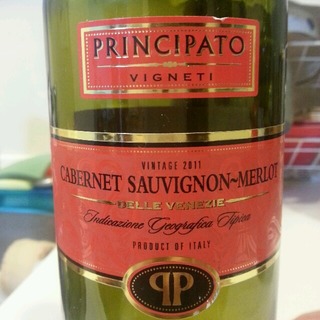 PRINCIPATO
VIGNETI
VINTAGE 2011
CABERNET SAUVIGNON~MERLOT
DELLE VENEZIE
Indicazione Geografica Tipica
PRODUCT OF ITALY
PP